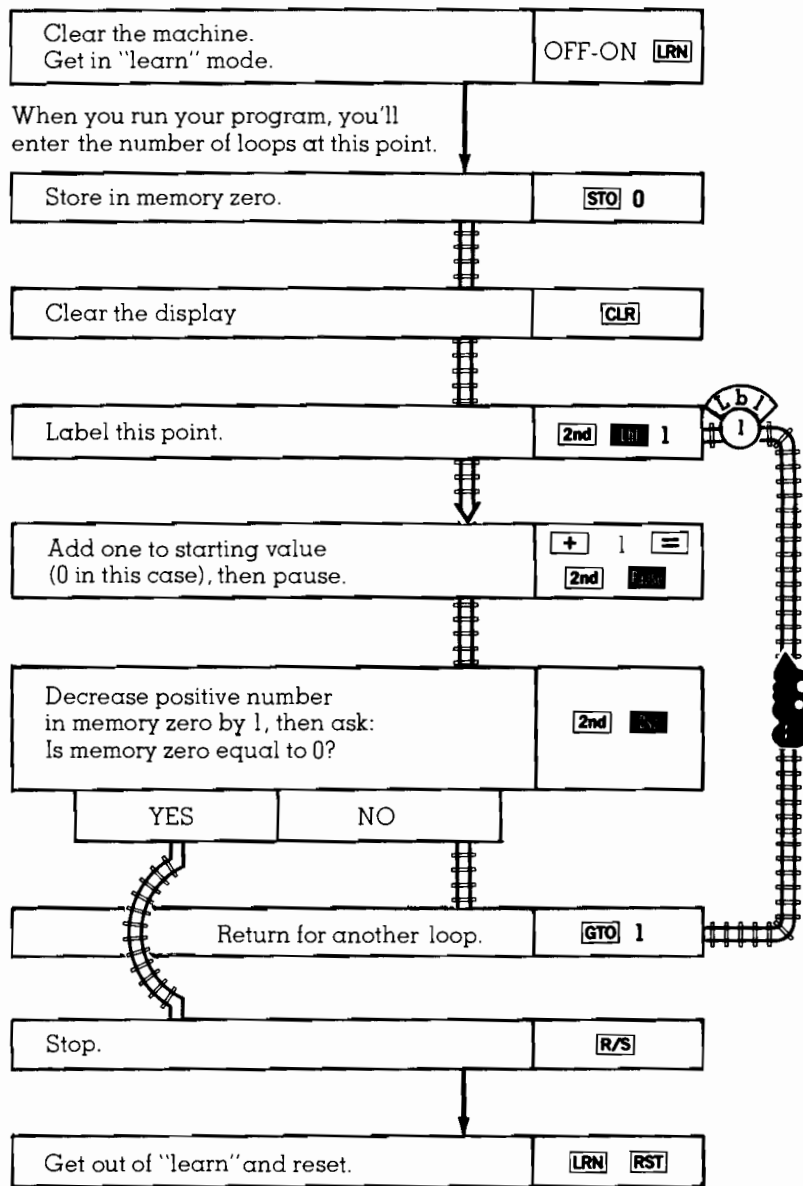 Clear the machine.
Get in "learn" mode.
OFF-ON LRN
When you run your program, you'll
enter the number of loops at this point.
Store in memory zero.
STO 0
Clear the display
CLR
Lbl
1
Label this point.
2nd Lbl 1
Add one to starting value
(0 in this case), then pause.
+ 1 =
2nd
Decrease positive number
in memory zero by 1, then ask:
Is memory zero equal to 0?
2nd
YES
NO
Return for another loop.
GTO 1
Stop.
R/S
Get out of "learn" and reset.
LRN RST